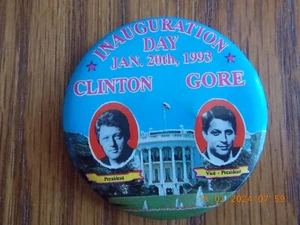 ★ INAUGURATION ★
DAY
JAN. 20th, 1993
CLINTON GORE
President
Vice - President